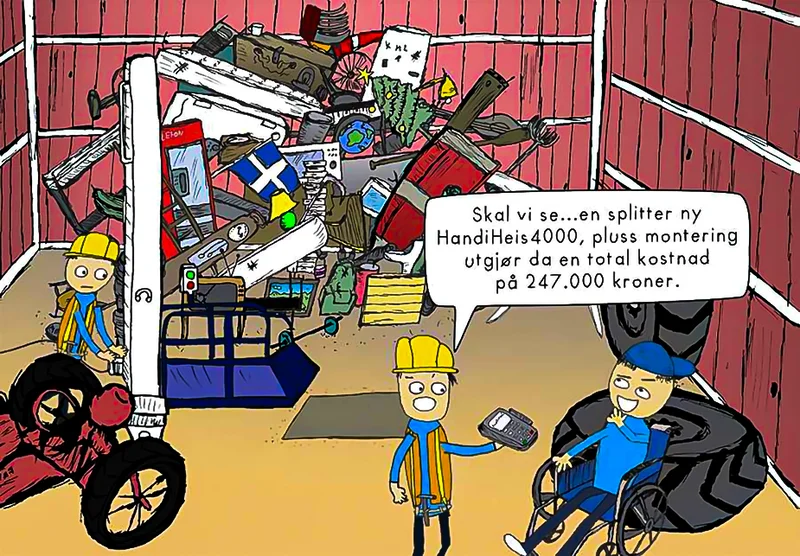 Skal vi se...en splitter ny
HandiHeis4000, pluss montering
utgjør da en total kostnad
på 247.000 kroner.